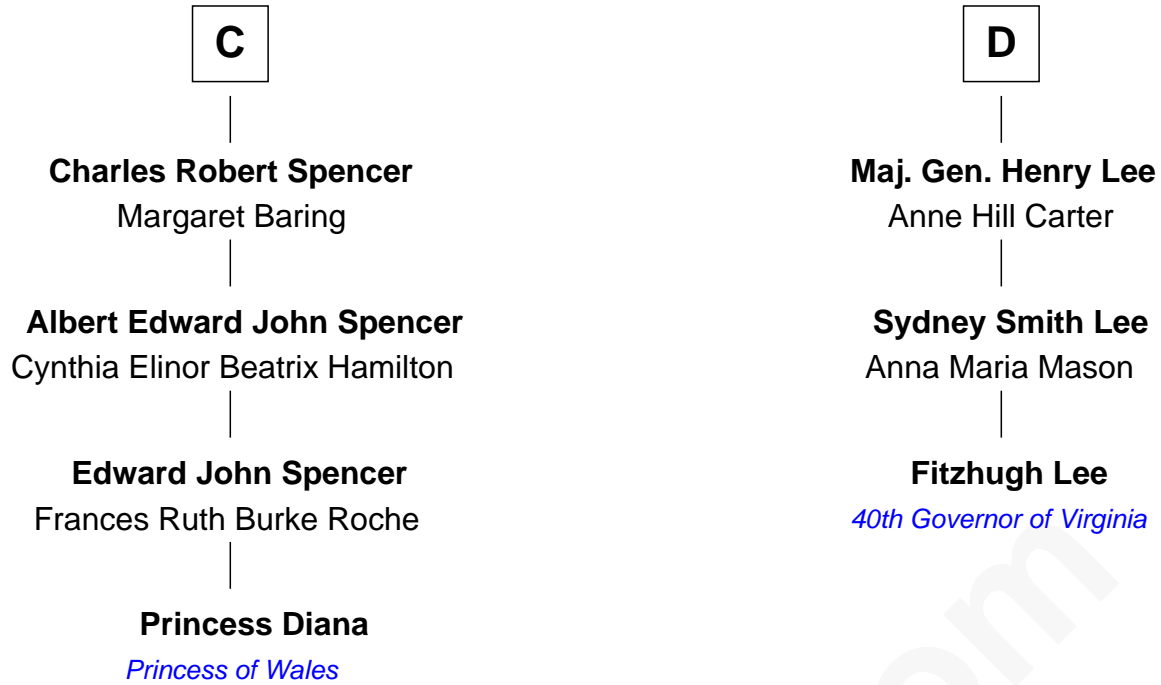 C
Charles Robert Spencer
Margaret Baring
Albert Edward John Spencer
Cynthia Elinor Beatrix Hamilton
Edward John Spencer
Frances Ruth Burke Roche
Princess Diana
Princess of Wales
D
Maj. Gen. Henry Lee
Anne Hill Carter
Sydney Smith Lee
Anna Maria Mason
Fitzhugh Lee
40th Governor of Virginia
om